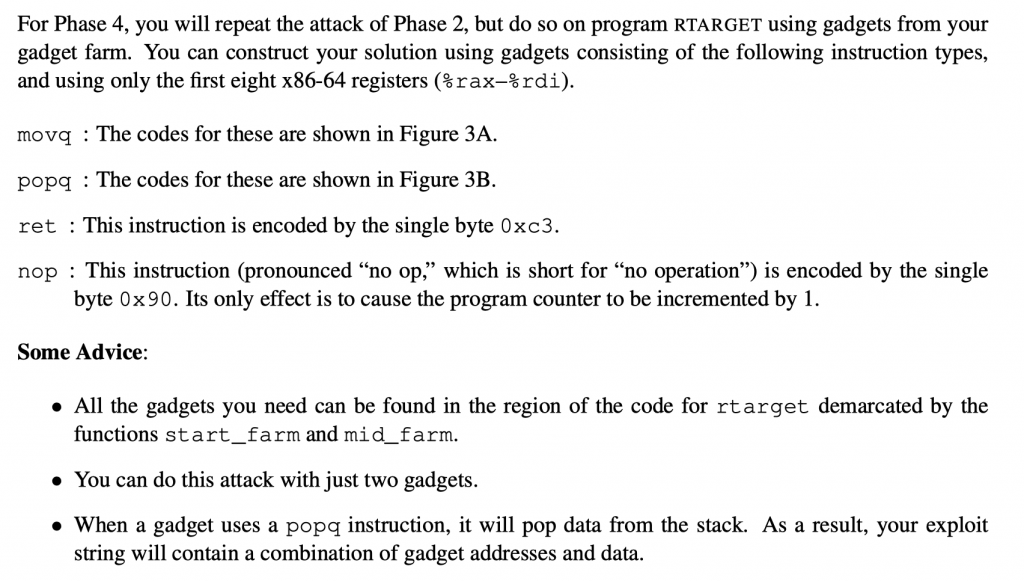 For Phase 4, you will repeat the attack of Phase 2, but do so on program RTARGET using gadgets from your
gadget farm. You can construct your solution using gadgets consisting of the following instruction types,
and using only the first eight x86-64 registers (%rax–%rdi).
movq : The codes for these are shown in Figure 3A.
popq : The codes for these are shown in Figure 3B.
ret : This instruction is encoded by the single byte 0xc3.
nop : This instruction (pronounced “no op,” which is short for “no operation”) is encoded by the single
byte 0x90. Its only effect is to cause the program counter to be incremented by 1.
Some Advice:
• All the gadgets you need can be found in the region of the code for rtarget demarcated by the
functions start_farm and mid_farm.
• You can do this attack with just two gadgets.
• When a gadget uses a popq instruction, it will pop data from the stack. As a result, your exploit
string will contain a combination of gadget addresses and data.